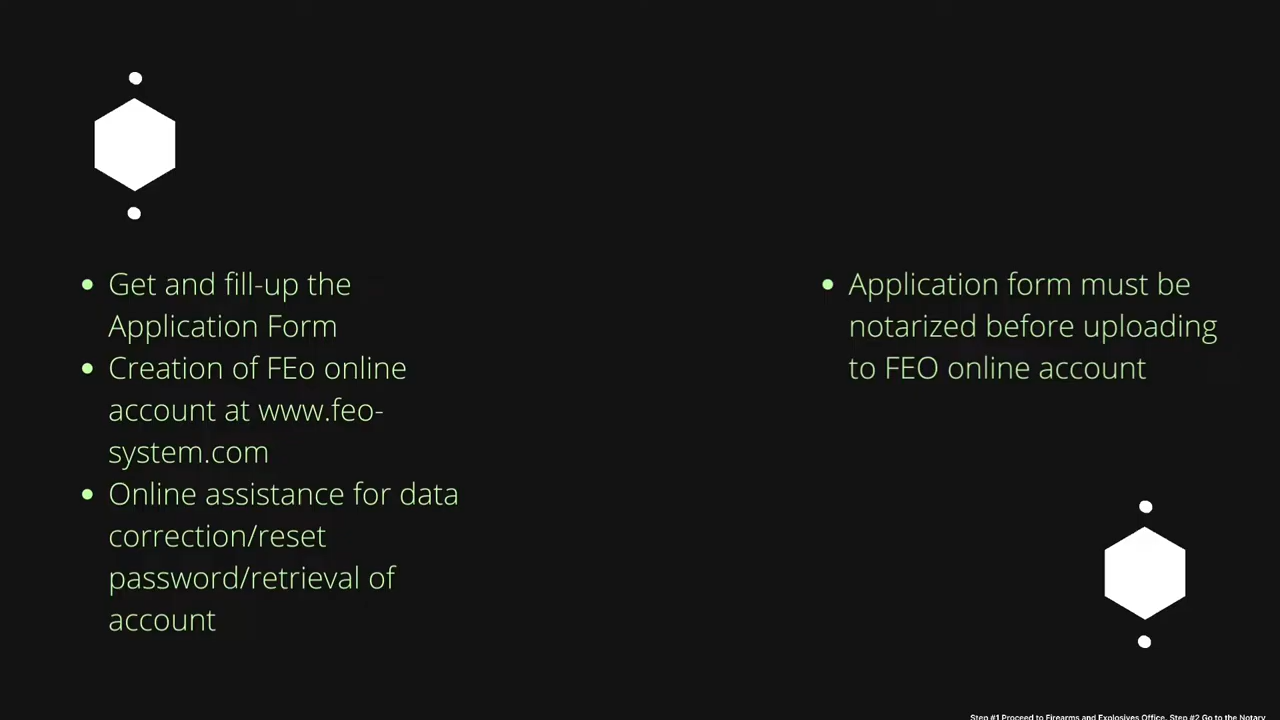 Get and fill-up the
Application Form
Creation of FEo online
account at www.feo-
system.com
Online assistance for data
correction/reset
password/retrieval of
account
Application form must be
notarized before uploading
to FEO online account
Step #1 Proceed to Firearms and Explosives Office, Step #2 Go to the Notary